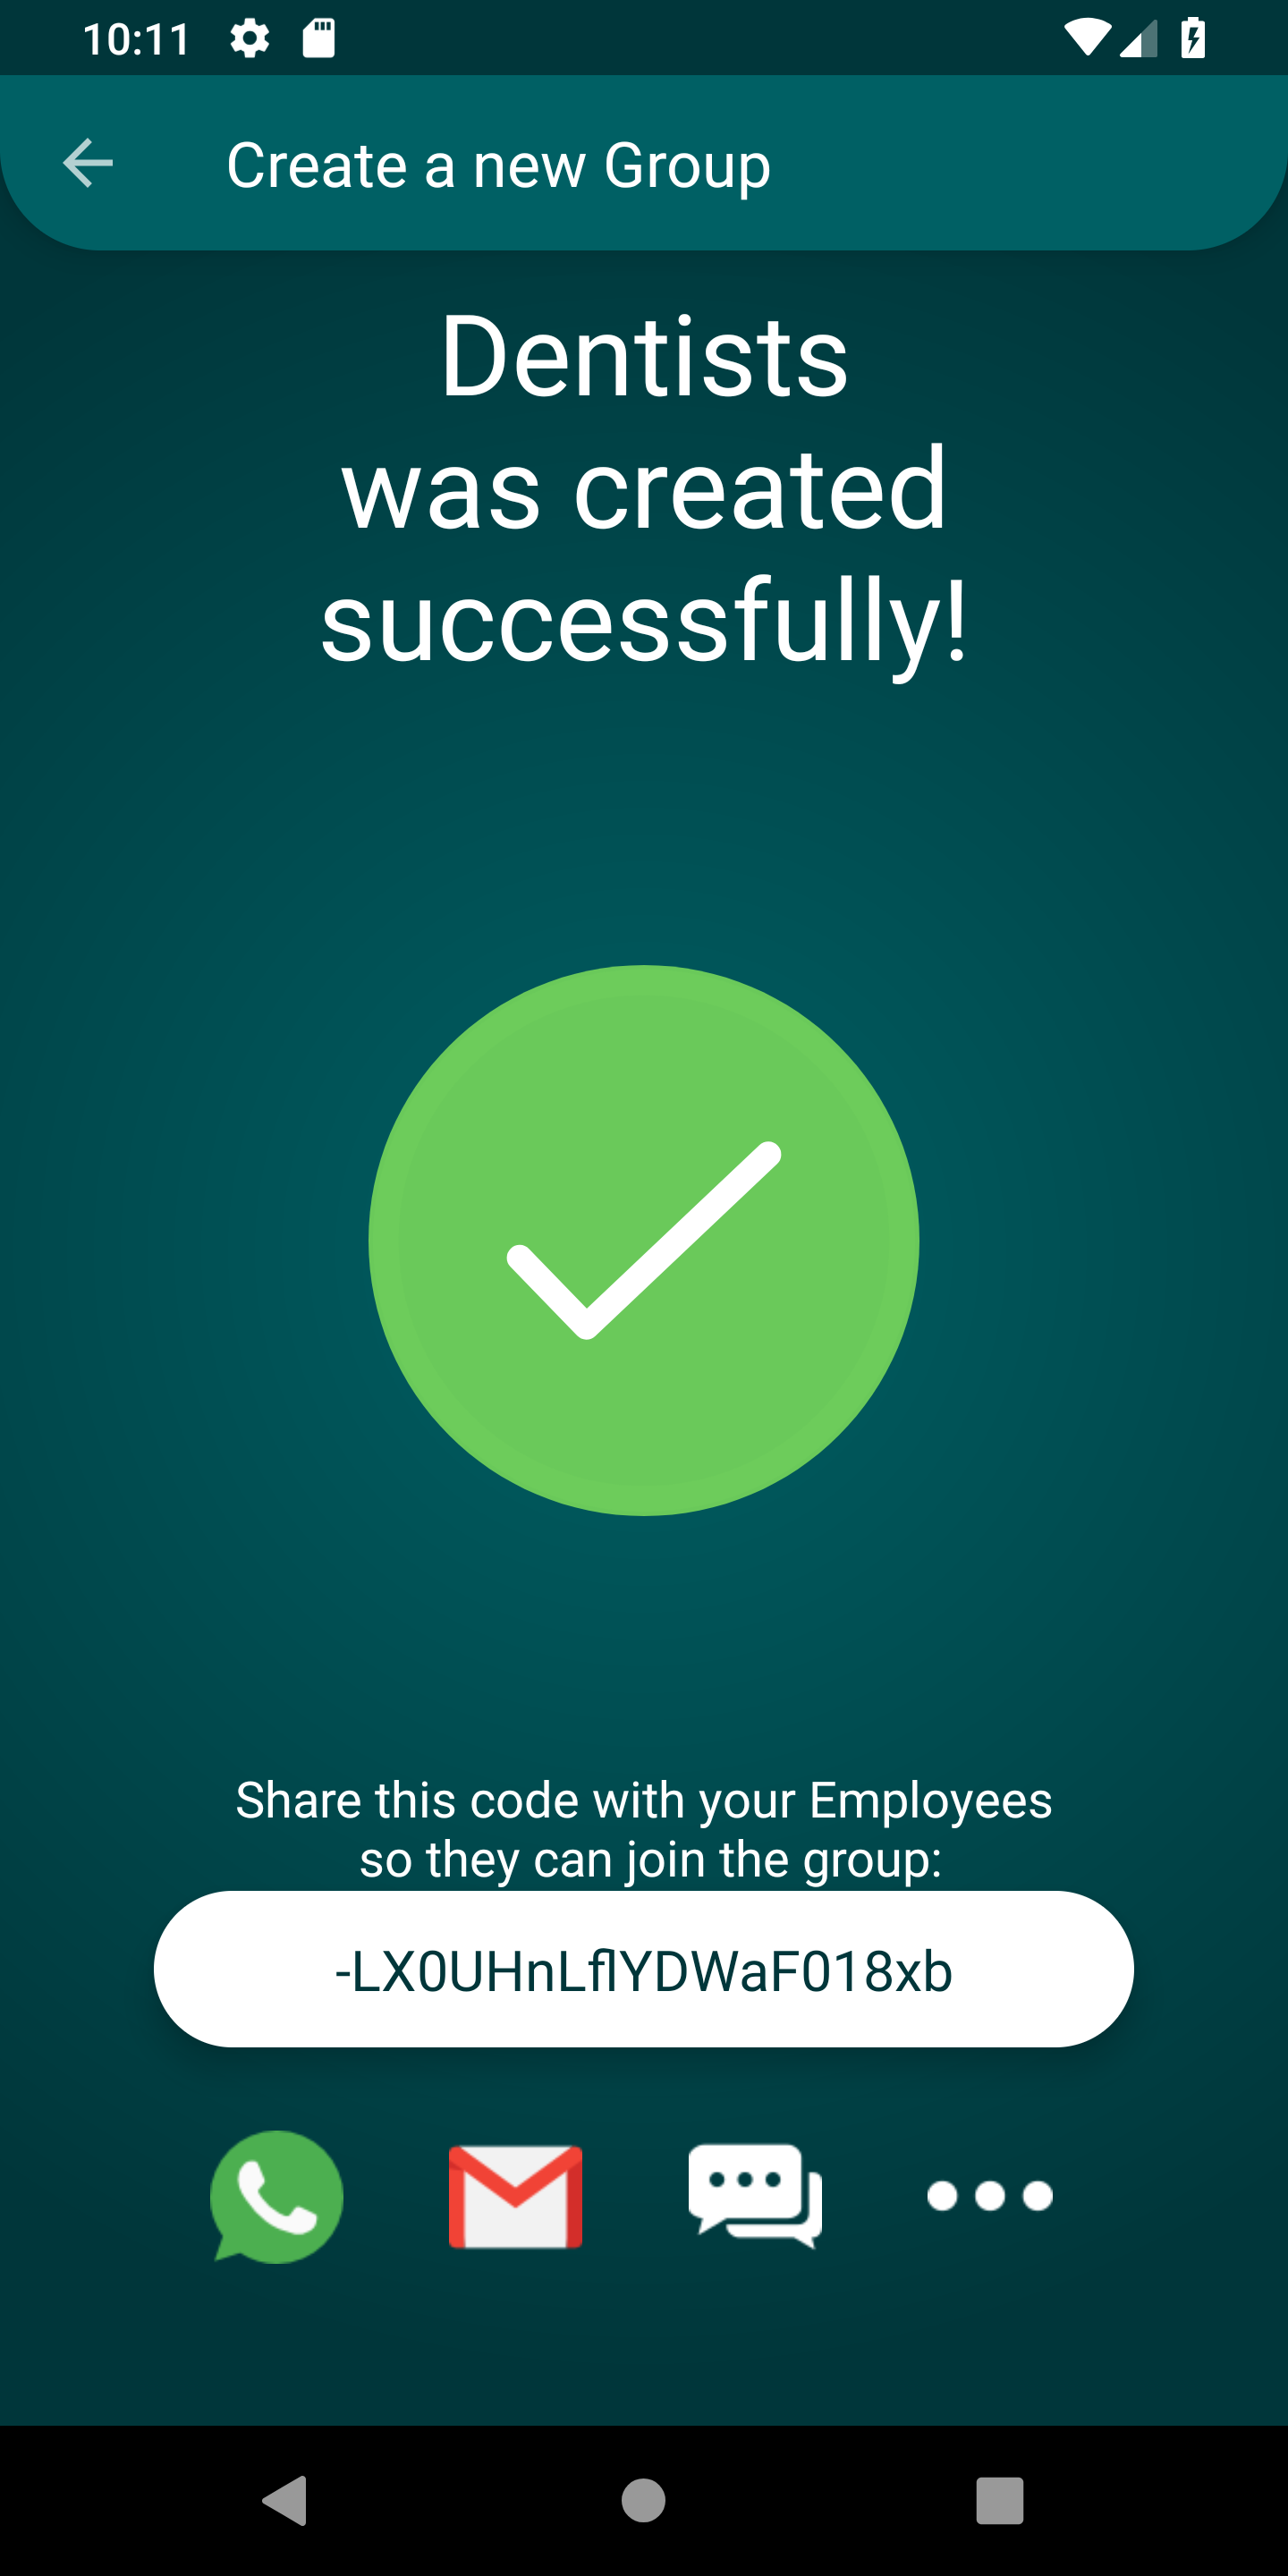 10:11
Create a new Group
Dentists
was created
successfully!
Share this code with your Employees
so they can join the group:
-LX0UHnLflYDWaF018xb